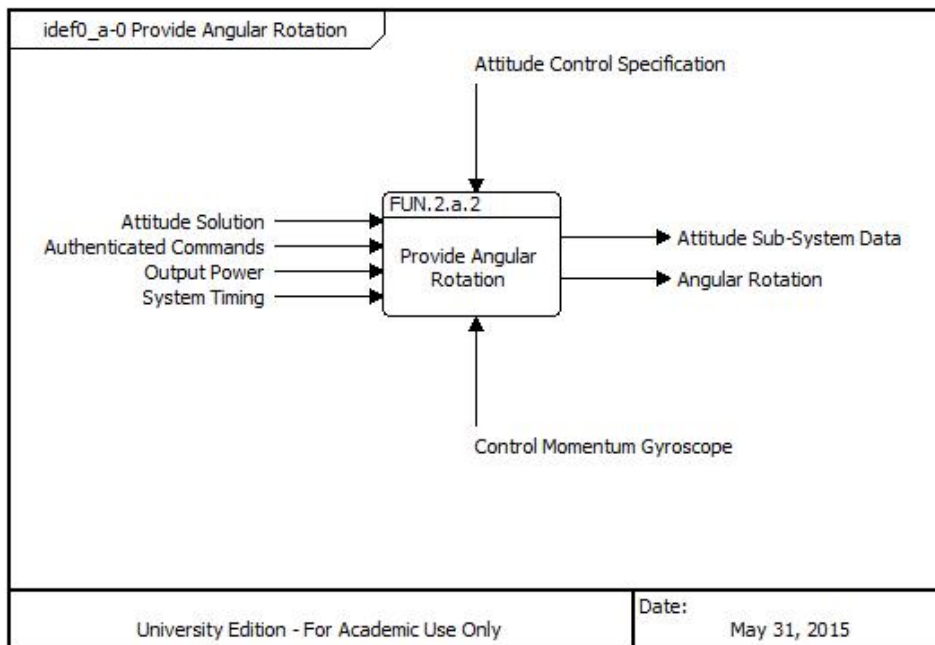 idef0_a-0 Provide Angular Rotation
Attitude Control Specification
FUN.2.a.2
Provide Angular
Rotation
Attitude Solution
Authenticated Commands
Output Power
System Timing
Attitude Sub-System Data
Angular Rotation
Control Momentum Gyroscope
University Edition - For Academic Use Only
Date:
May 31, 2015